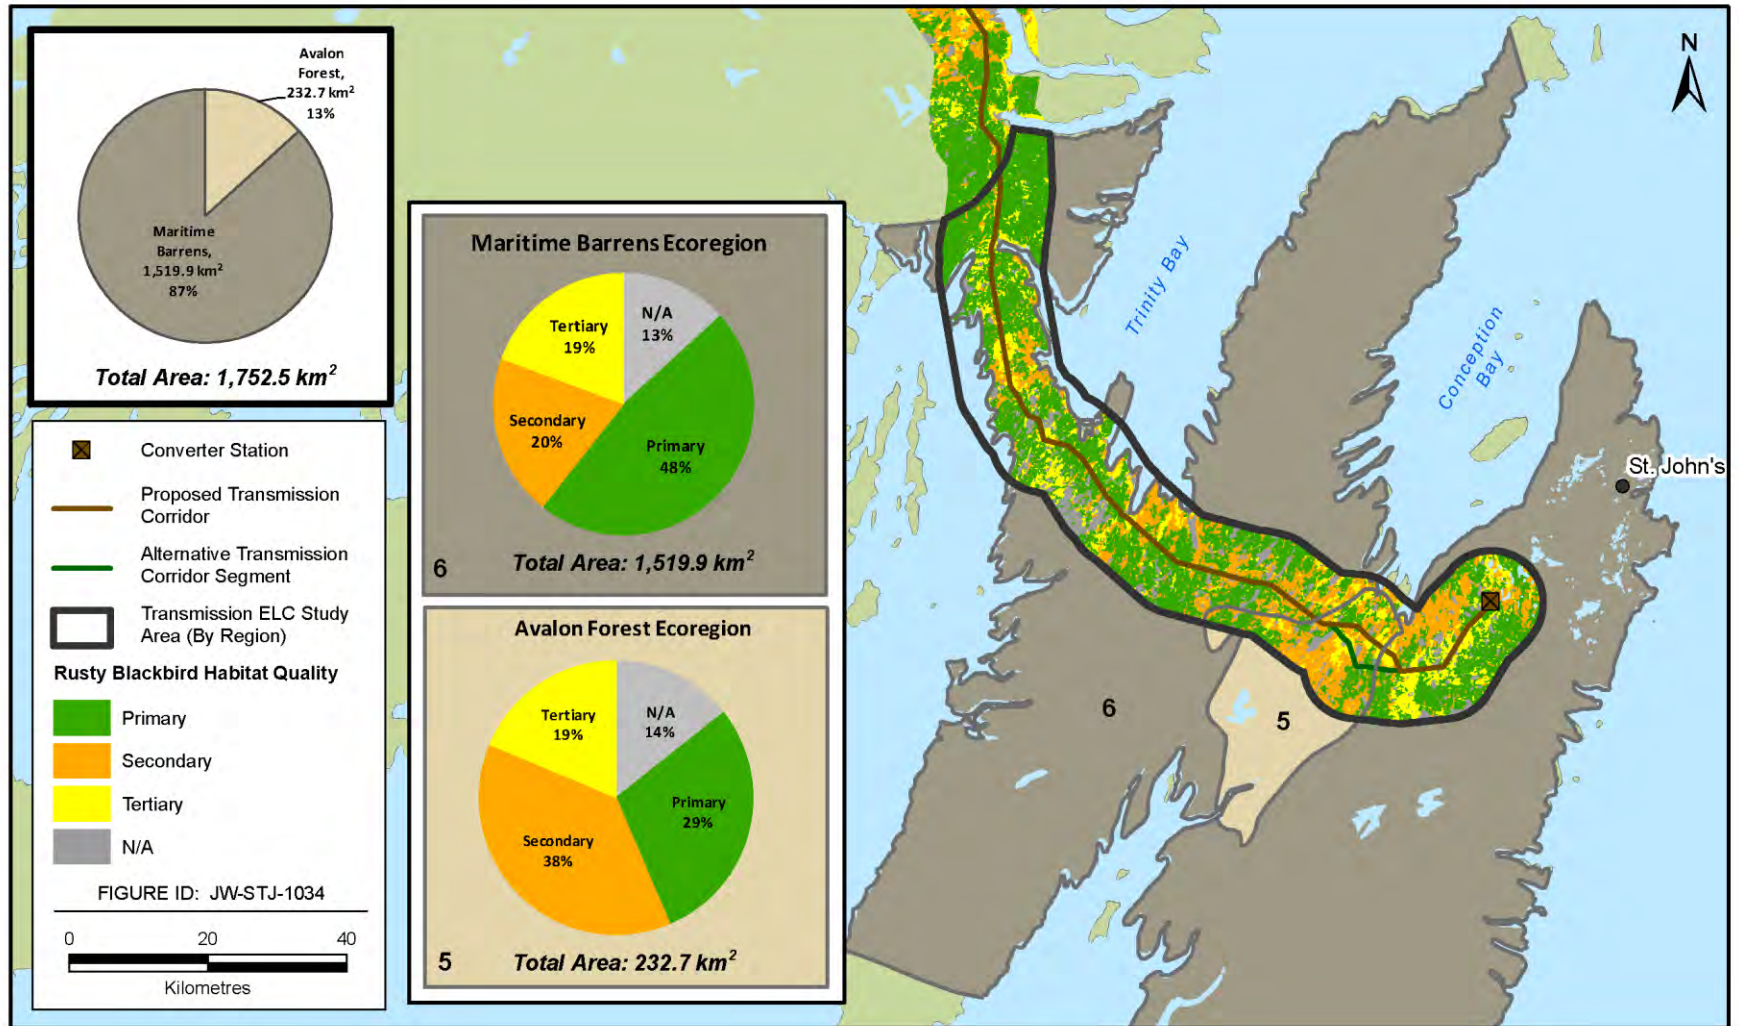 Avalon
Forest,
232.7 km²
13%
Maritime
Barrens,
1,519.9 km²
87%
Total Area: 1,752.5 km²
Converter Station
Proposed Transmission
Corridor
Alternative Transmission
Corridor Segment
Transmission ELC Study
Area (By Region)
Rusty Blackbird Habitat Quality
Primary
Secondary
Tertiary
N/A
FIGURE ID: JW-STJ-1034
0 20 40
Kilometres
Maritime Barrens Ecoregion
N/A
13%
Tertiary
19%
Secondary
20%
Primary
48%
6
Total Area: 1,519.9 km²
Avalon Forest Ecoregion
N/A
14%
Tertiary
19%
Primary
29%
Secondary
38%
5
Total Area: 232.7 km²
N
Trinity Bay
Conception
Bay
St. John's
6
5